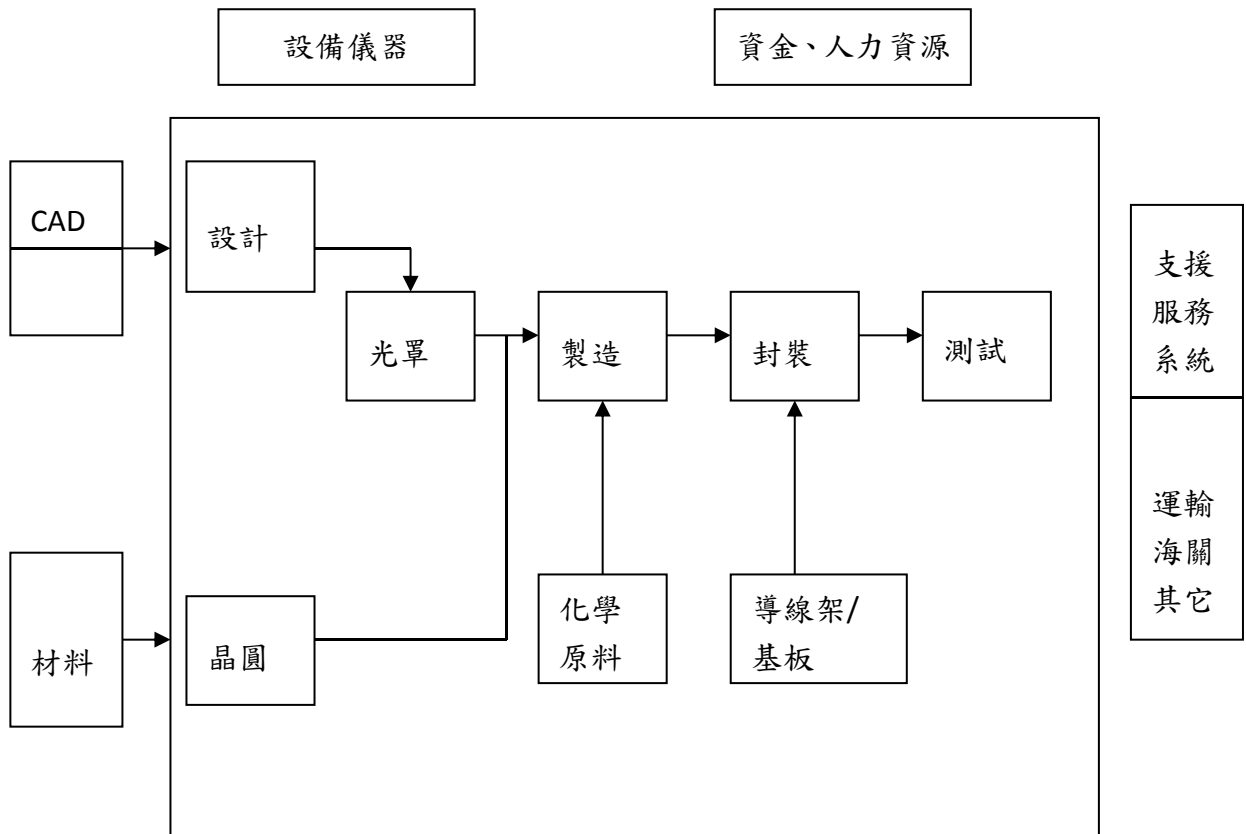 設備儀器
資金、人力資源
CAD
設計
光罩
製造
封裝
測試
支援
服務
系統
運輸
海關
其它
材料
晶圓
化學
原料
導線架/
基板